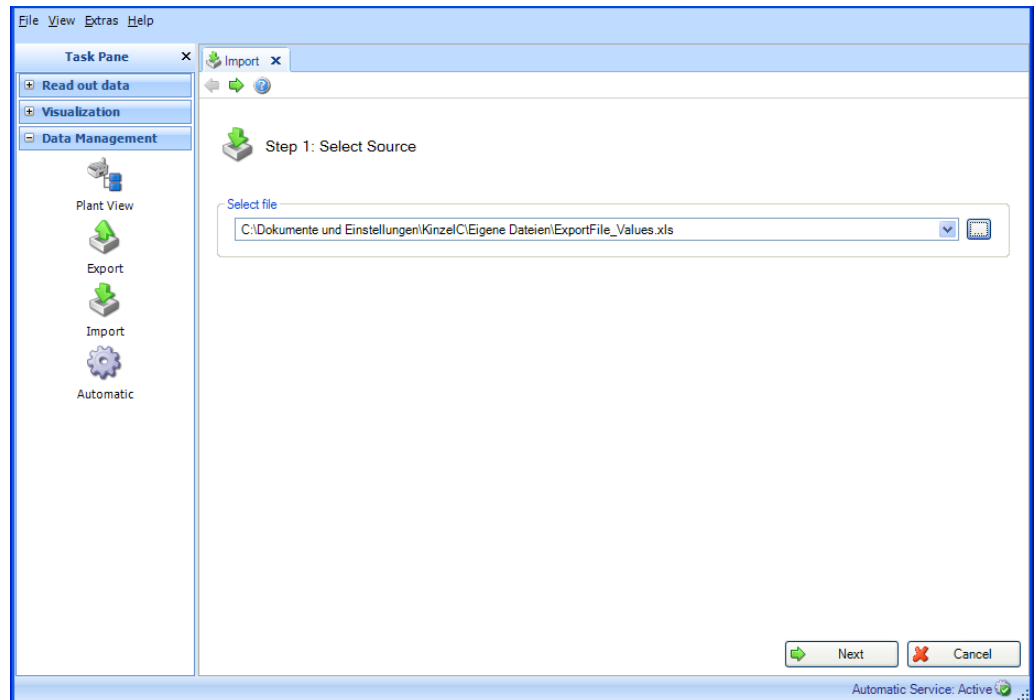 File View Extras Help
Task Pane
Read out data
Visualization
Data Management
Plant View
Export
Import
Automatic
Import
Step 1: Select Source
Select file
C:\Dokumente und Einstellungen\KinzelC\Eigene Dateien\ExportFile_Values.xls
...
Next
Cancel
Automatic Service: Active